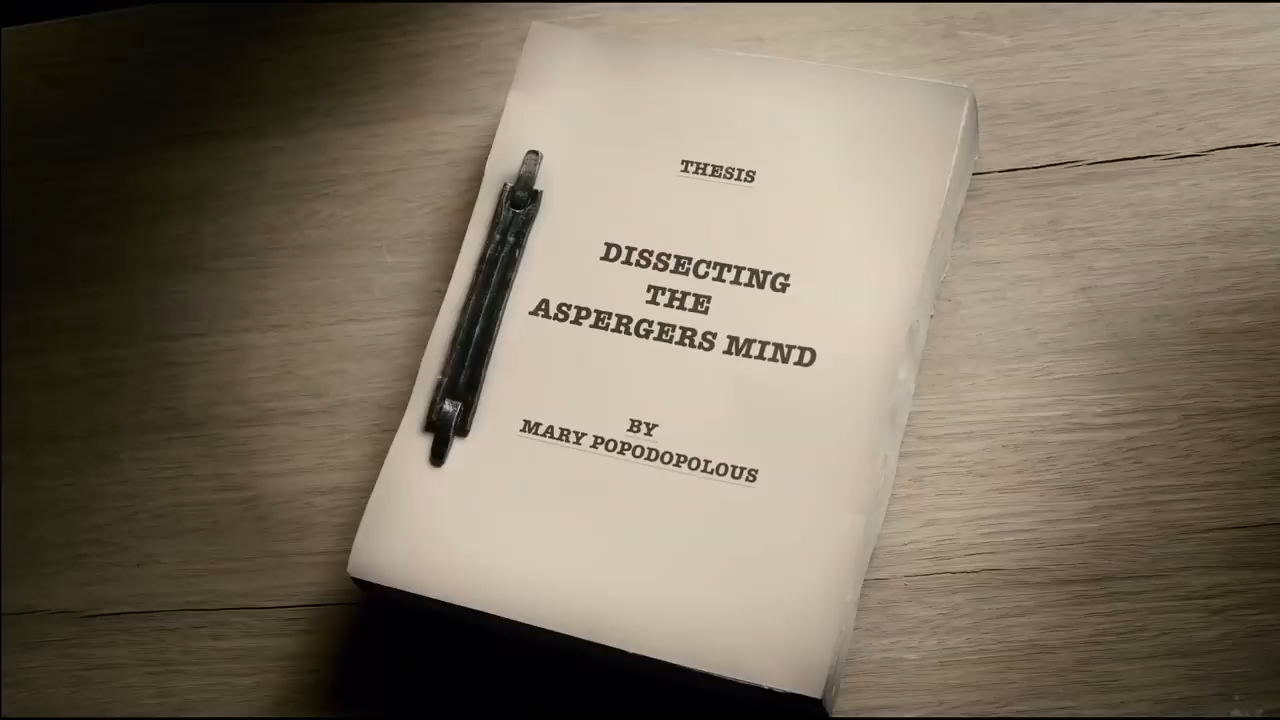 THESIS
DISSECTING
THE
ASPERGERS MIND
BY
MARY POPODOPOLOUS